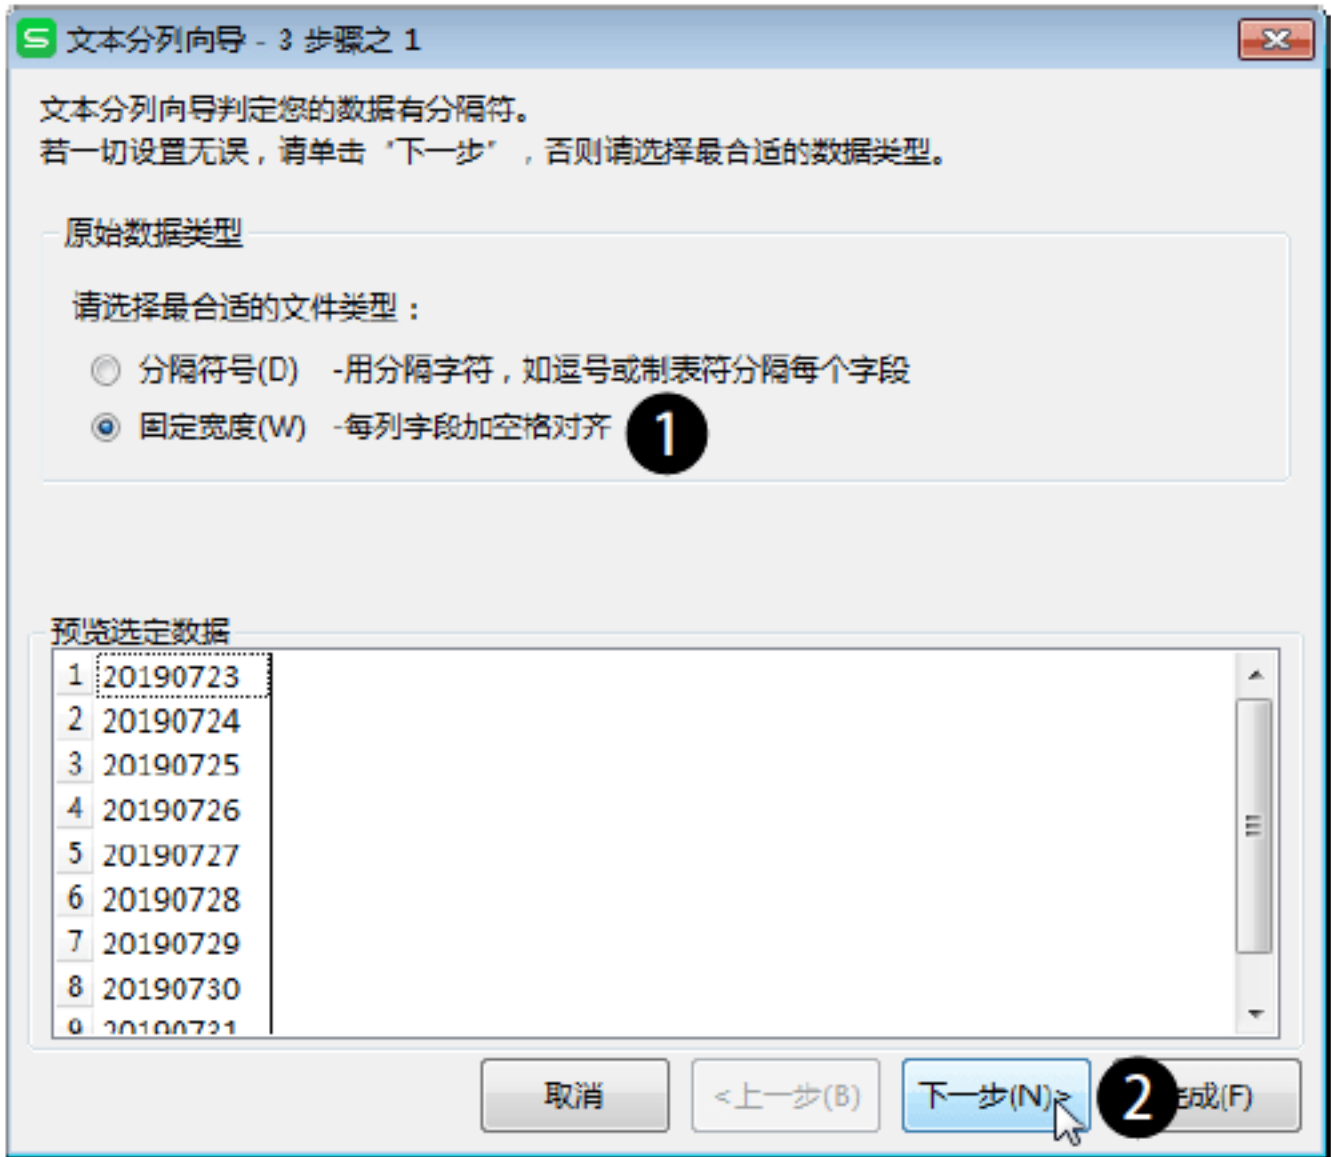 文本分列向导 - 3 步骤之 1
文本分列向导判定您的数据有分隔符。
若一切设置无误，请单击 "下一步" ，否则请选择最合适的数据类型。
原始数据类型
请选择最合适的文件类型：
分隔符号(D) -用分隔字符，如逗号或制表符分隔每个字段
固定宽度(W) -每列字段加空格对齐 1
预览选定数据
1 20190723
2 20190724
3 20190725
4 20190726
5 20190727
6 20190728
7 20190729
8 20190730
9 20190731
取消 <上一步(B) 下一步(N)> 2 完成(F)